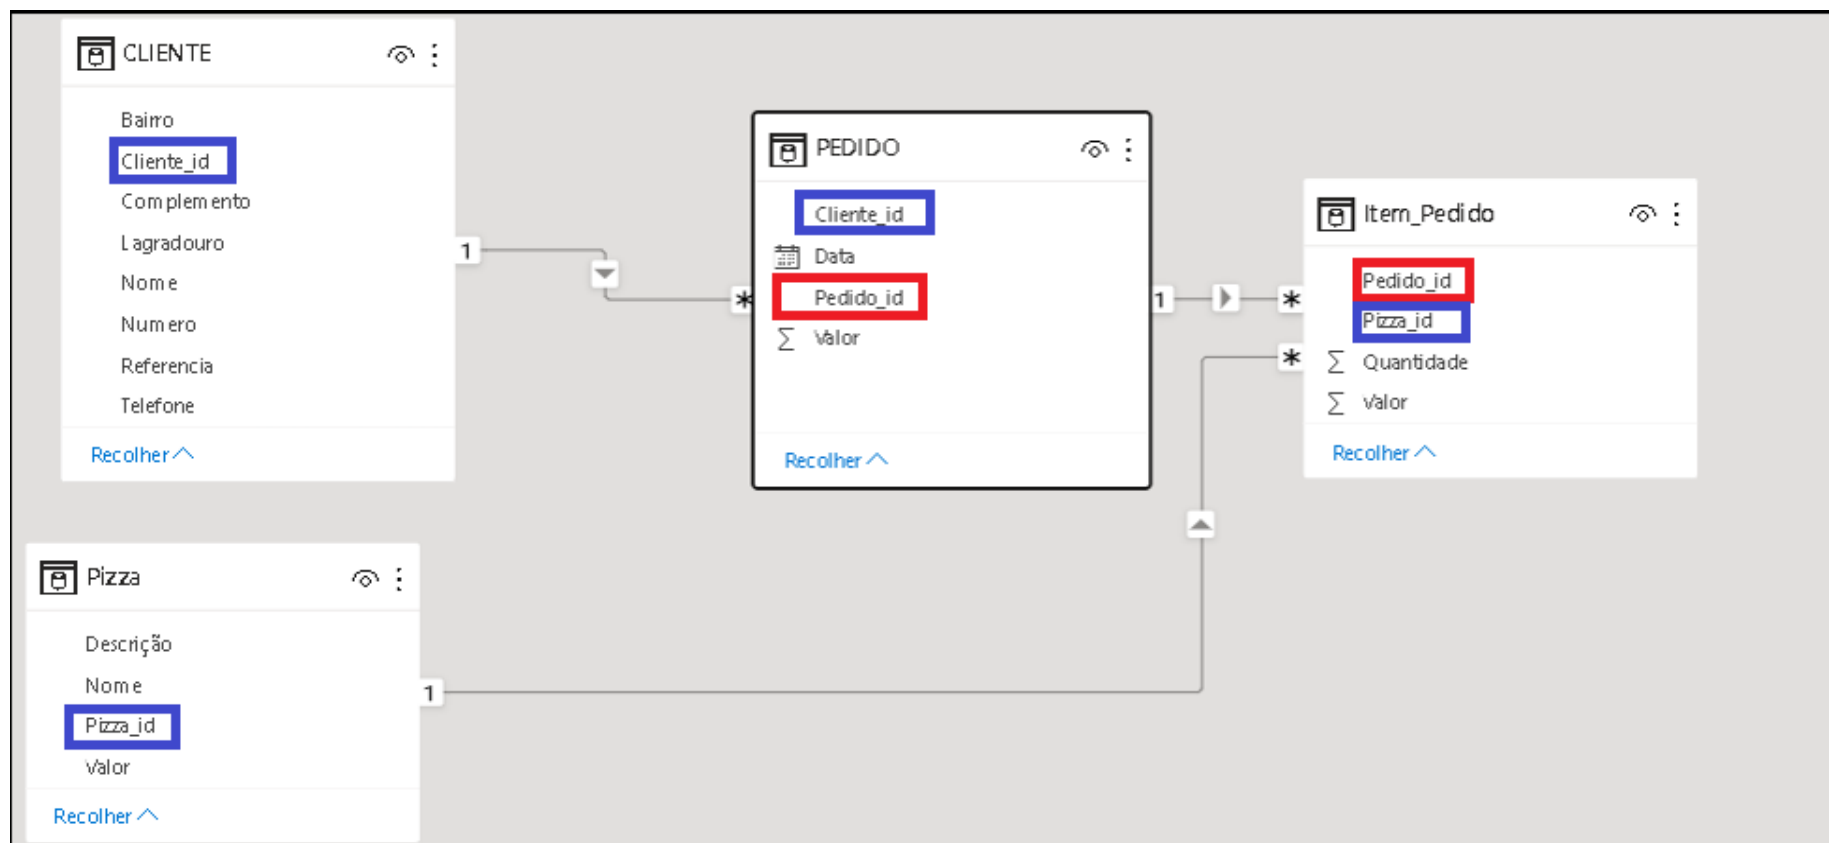 CLIENTE
Bairro
Cliente_id
Complemento
Lagradouro
Nome
Numero
Referencia
Telefone
Recolher
1
*
PEDIDO
Cliente_id
Data
Pedido_id
Σ Valor
Recolher
1
*
*
Item_Pedido
Pedido_id
Pizza_id
Σ Quantidade
Σ Valor
Recolher
Pizza
Descrição
Nome
Pizza_id
Valor
Recolher
1